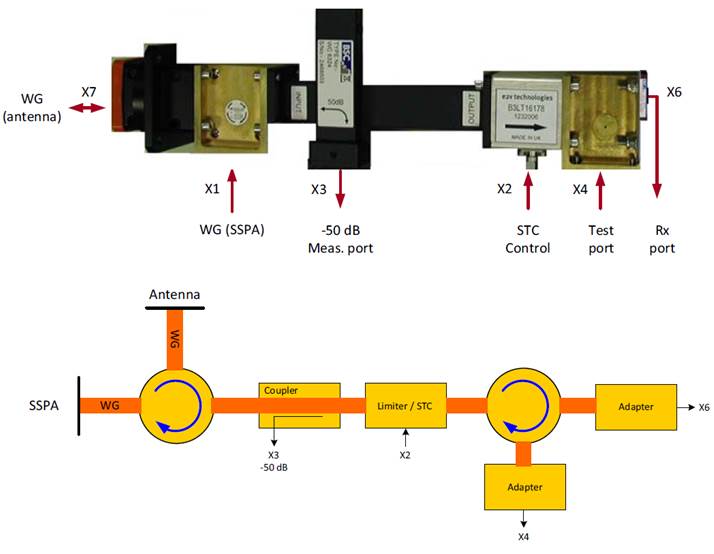 WG
(antenna)
X7
X1
WG (SSPA)
INPUT
BSC
50dB
X3
-50 dB
Meas. port
OUTPUT
e2v technologies
B3LT16178
1232006
MADE IN UK
X2
STC
Control
X4
Test
port
X6
Rx
port
Antenna
WG
SSPA
WG
Coupler
X3
-50 dB
Limiter / STC
X2
Adapter
X6
Adapter
X4